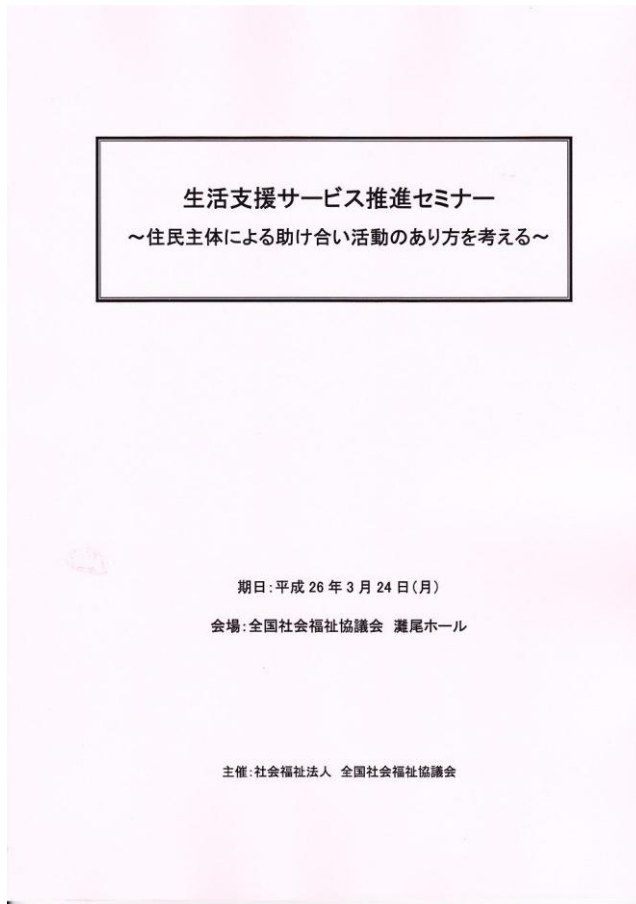 生活支援サービス推進セミナー
～住民主体による助け合い活動のあり方を考える～
期日：平成 26 年 3 月 24 日（月）
会場：全国社会福祉協議会　灘尾ホール
主催：社会福祉法人　全国社会福祉協議会